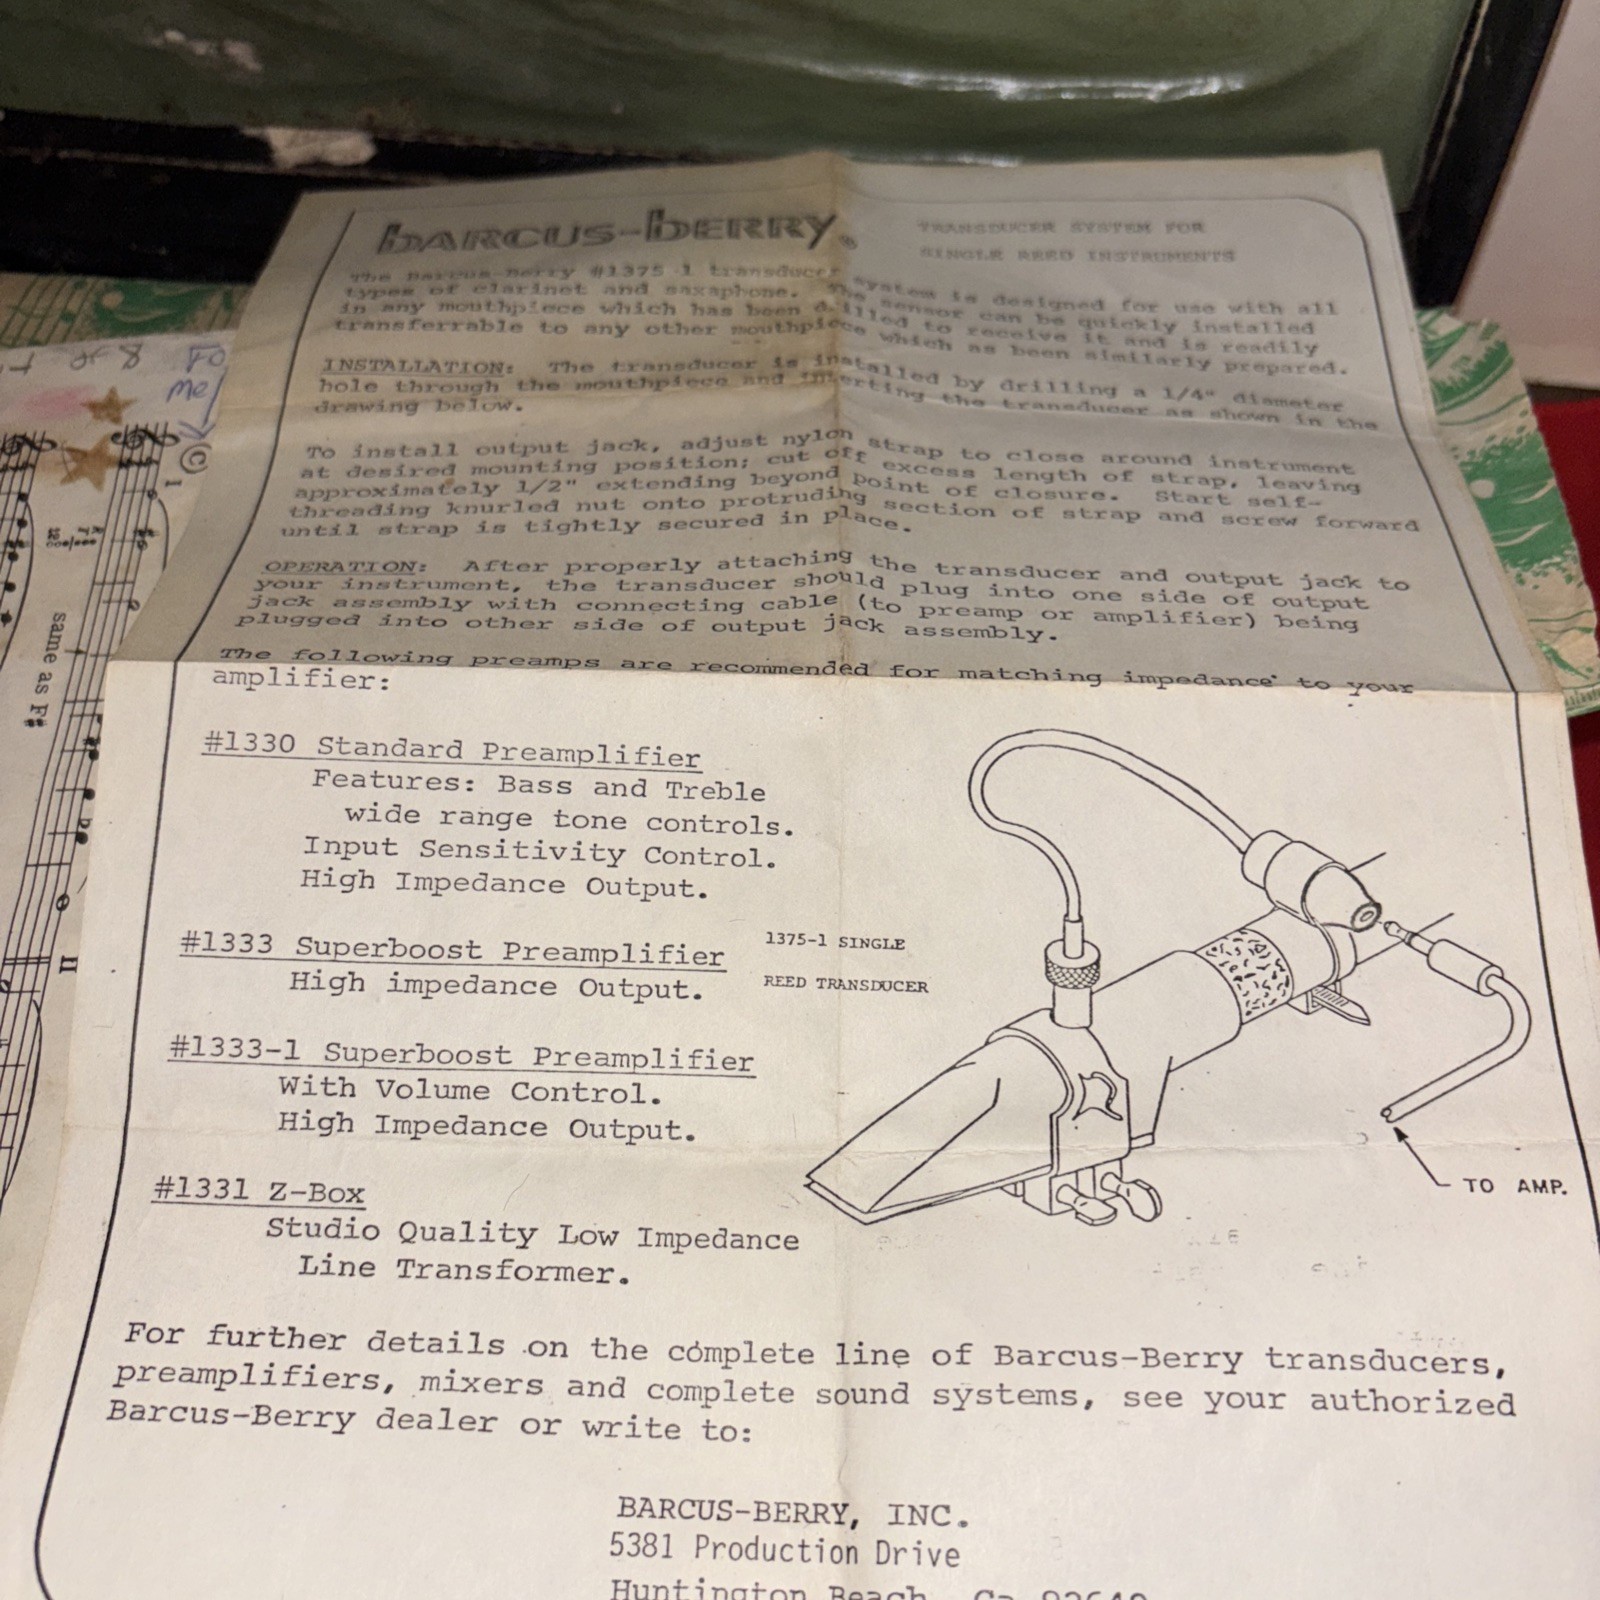 BARCUS-BERRY®
TRANSDUCER SYSTEM FOR
SINGLE REED INSTRUMENTS
The Barcus-Berry #1375-1 transducer system is designed for use with all
types of clarinet and saxaphone. The sensor can be quickly installed
in any mouthpiece which has been drilled to receive it and is readily
transferrable to any other mouthpiece which as been similarly prepared.
INSTALLATION: The transducer is installed by drilling a 1/4" diameter
hole through the mouthpiece and interting the transducer as shown in the
drawing below.
To install output jack, adjust nylon strap to close around instrument
at desired mounting position; cut off excess length of strap, leaving
approximately 1/2" extending beyond point of closure. Start self-
threading knurled nut onto protruding section of strap and screw forward
until strap is tightly secured in place.
OPERATION: After properly attaching the transducer and output jack to
your instrument, the transducer should plug into one side of output
jack assembly with connecting cable (to preamp or amplifier) being
plugged into other side of output jack assembly.
The following preamps are recommended for matching impedance to your
amplifier:
#1330 Standard Preamplifier
Features: Bass and Treble
wide range tone controls.
Input Sensitivity Control.
High Impedance Output.
#1333 Superboost Preamplifier
High impedance Output.
#1333-1 Superboost Preamplifier
With Volume Control.
High Impedance Output.
#1331 Z-Box
Studio Quality Low Impedance
Line Transformer.
1375-1 SINGLE
REED TRANSDUCER
TO AMP.
For further details on the complete line of Barcus-Berry transducers,
preamplifiers, mixers and complete sound systems, see your authorized
Barcus-Berry dealer or write to:
BARCUS-BERRY, INC.
5381 Production Drive
Huntington Beach, Ca 92649
of 8
To
me
C
1
same as F#
II